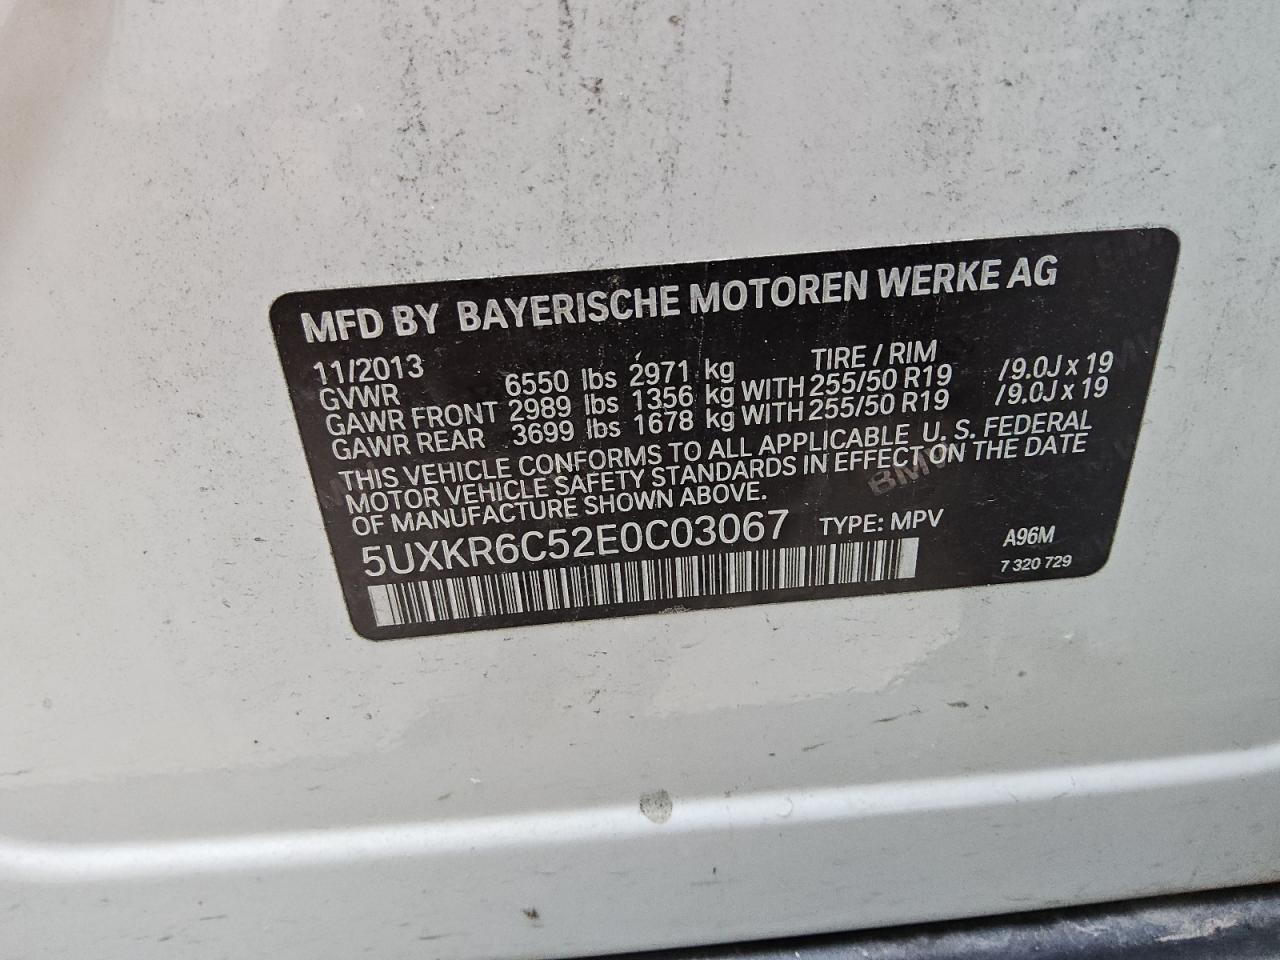 MFD BY BAYERISCHE MOTOREN WERKE AG
11/2013 TIRE / RIM
GVWR 6550 lbs 2971 kg
GAWR FRONT 2989 lbs 1356 kg WITH 255/50 R19 /9.0J x 19
GAWR REAR 3699 lbs 1678 kg WITH 255/50 R19 /9.0J x 19
THIS VEHICLE CONFORMS TO ALL APPLICABLE U. S. FEDERAL
MOTOR VEHICLE SAFETY STANDARDS IN EFFECT ON THE DATE
OF MANUFACTURE SHOWN ABOVE.
5UXKR6C52E0C03067 TYPE: MPV A96M
7 320 729
BMW